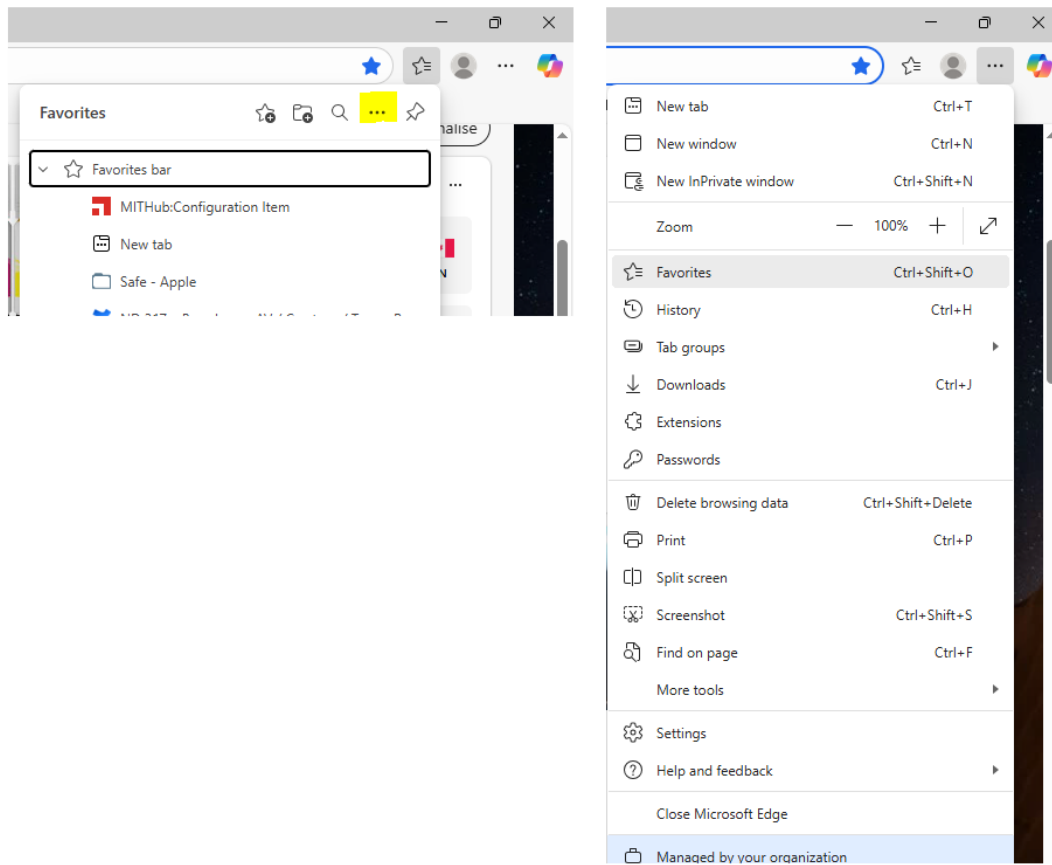 Favorites
nalise
Favorites bar
MITHub:Configuration Item
New tab
N
Safe - Apple
New tab Ctrl+T
New window Ctrl+N
New InPrivate window Ctrl+Shift+N
Zoom 100%
Favorites Ctrl+Shift+O
History Ctrl+H
Tab groups
Downloads Ctrl+J
Extensions
Passwords
Delete browsing data Ctrl+Shift+Delete
Print Ctrl+P
Split screen
Screenshot Ctrl+Shift+S
Find on page Ctrl+F
More tools
Settings
Help and feedback
Close Microsoft Edge
Managed by your organization